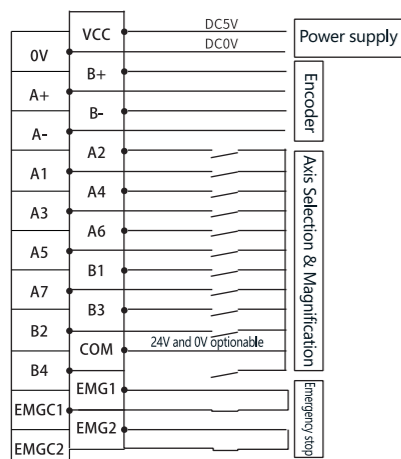 VCC
DC5V
Power supply
0V
DC0V
B+
Encoder
A+
B-
A-
A2
Axis Selection & Magnification
A1
A4
A3
A6
A5
B1
A7
B3
B2
COM
24V and 0V optionable
B4
EMG1
Emergency stop
EMGC1
EMG2
EMGC2